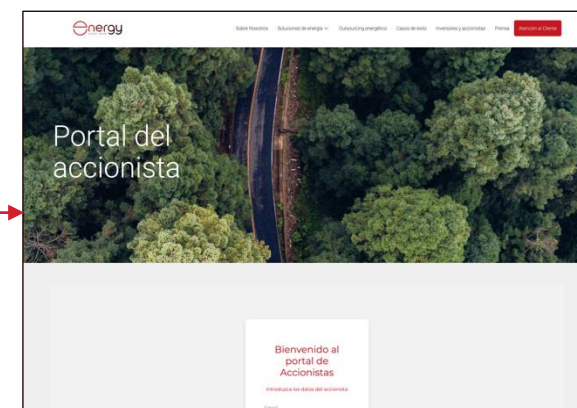 energy
Sobre Nosotros Soluciones de energía Outsourcing energético Casos de éxito Inversores y accionistas Prensa Atención al Cliente
Portal del
accionista
Bienvenido al
portal de
Accionistas
Introduzca los datos del accionista
Email